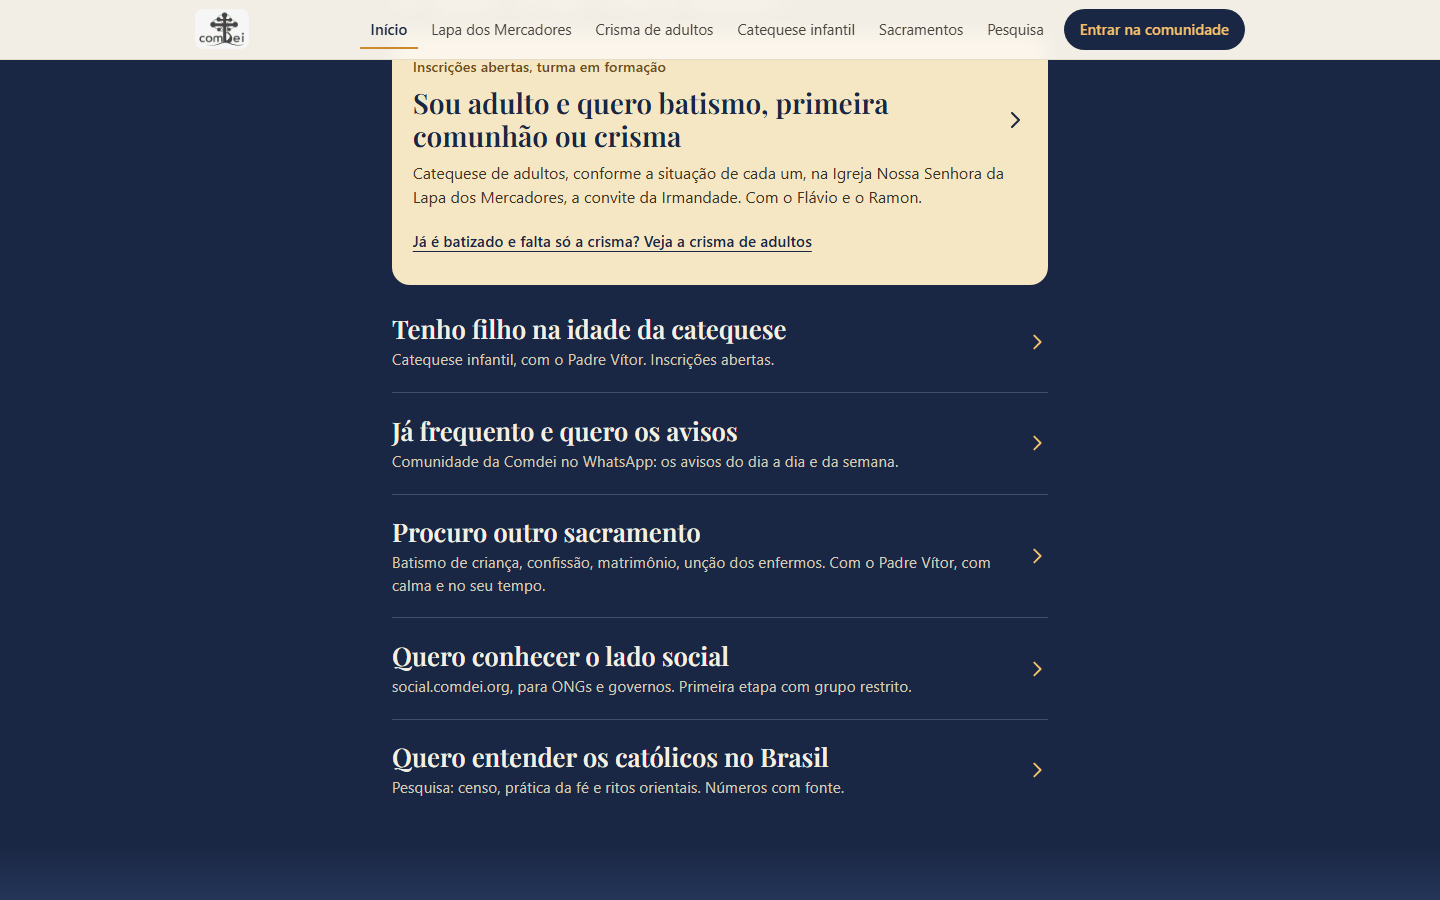 comDei
Início
Lapa dos Mercadores
Crisma de adultos
Catequese infantil
Sacramentos
Pesquisa
Entrar na comunidade
Inscrições abertas, turma em formação
Sou adulto e quero batismo, primeira
comunhão ou crisma
Catequese de adultos, conforme a situação de cada um, na Igreja Nossa Senhora da
Lapa dos Mercadores, a convite da Irmandade. Com o Flávio e o Ramon.
Já é batizado e falta só a crisma? Veja a crisma de adultos
Tenho filho na idade da catequese
Catequese infantil, com o Padre Vítor. Inscrições abertas.
Já frequento e quero os avisos
Comunidade da Comdei no WhatsApp: os avisos do dia a dia e da semana.
Procuro outro sacramento
Batismo de criança, confissão, matrimônio, unção dos enfermos. Com o Padre Vítor, com
calma e no seu tempo.
Quero conhecer o lado social
social.comdei.org, para ONGs e governos. Primeira etapa com grupo restrito.
Quero entender os católicos no Brasil
Pesquisa: censo, prática da fé e ritos orientais. Números com fonte.